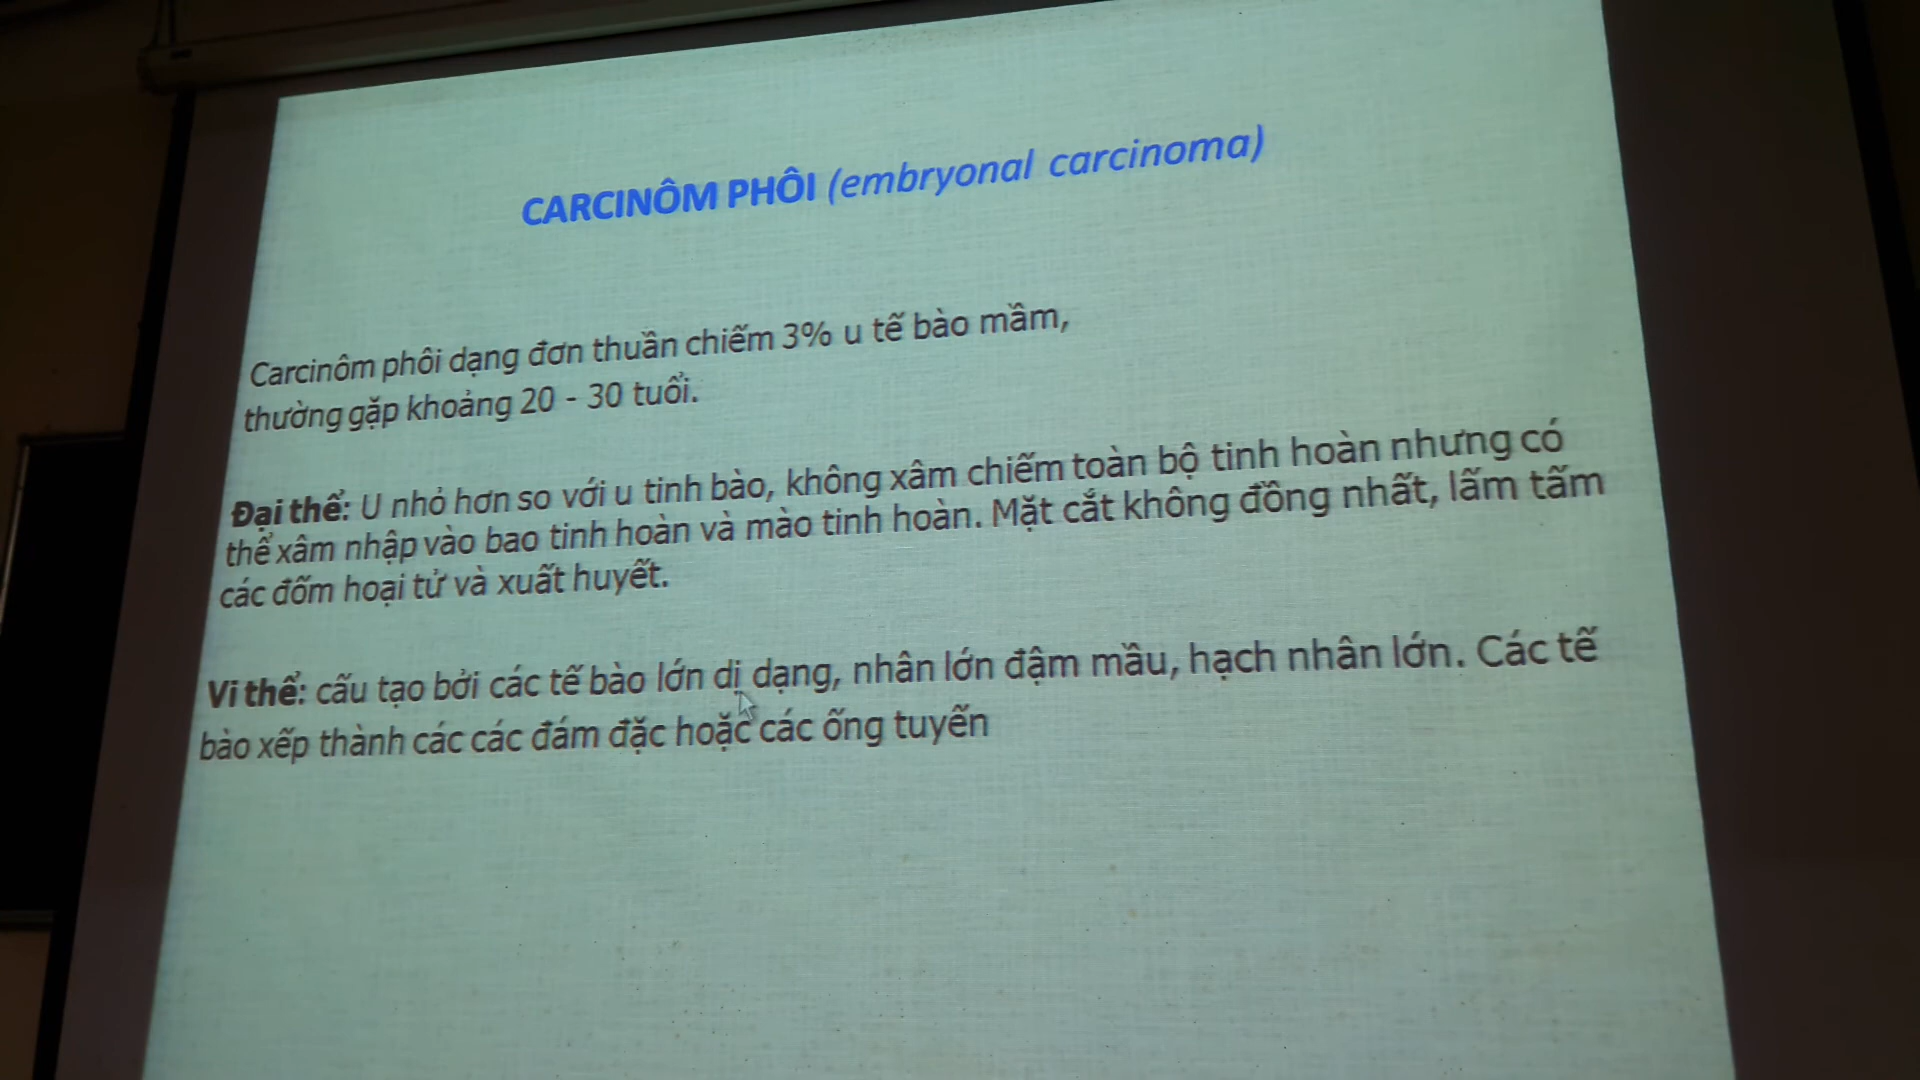 CARCINÔM PHÔI (embryonal carcinoma)
Carcinôm phôi dạng đơn thuần chiếm 3% u tế bào mầm,
thường gặp khoảng 20 - 30 tuổi.
Đại thể: U nhỏ hơn so với u tinh bào, không xâm chiếm toàn bộ tinh hoàn nhưng có
thể xâm nhập vào bao tinh hoàn và mào tinh hoàn. Mặt cắt không đồng nhất, lấm tấm
các đốm hoại tử và xuất huyết.
Vi thể: cấu tạo bởi các tế bào lớn dị dạng, nhân lớn đậm mầu, hạch nhân lớn. Các tế
bào xếp thành các các đám đặc hoặc các ống tuyến